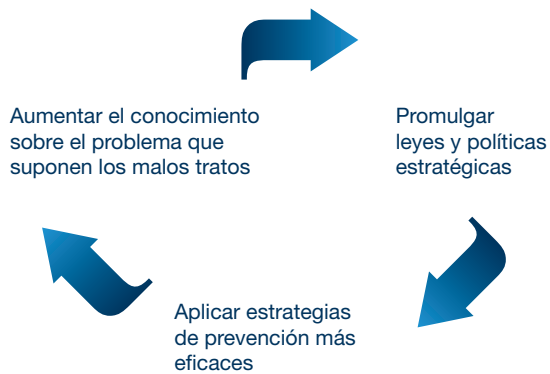 Aumentar el conocimiento
sobre el problema que
suponen los malos tratos
Promulgar
leyes y políticas
estratégicas
Aplicar estrategias
de prevención más
eficaces